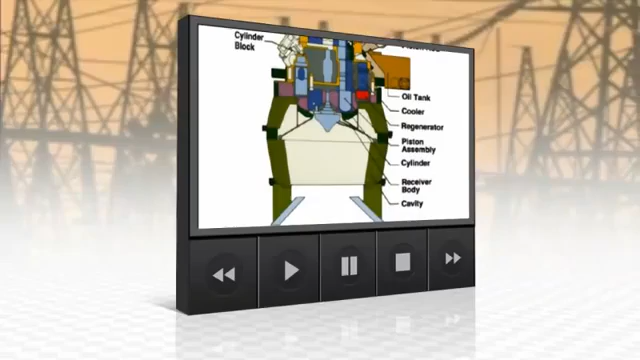 Cylinder
Block
Oil Tank
Cooler
Regenerator
Piston
Assembly
Cylinder
Receiver
Body
Cavity